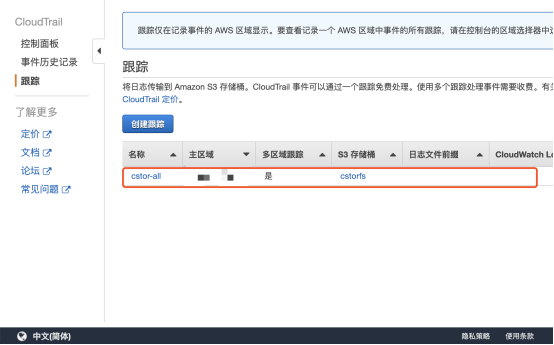 CloudTrail
控制面板
事件历史记录
跟踪
了解更多
定价
文档
论坛
常见问题
跟踪仅在记录事件的 AWS 区域显示。要查看记录一个 AWS 区域中事件的所有跟踪，请在控制台的区域选择器中
跟踪
将日志传输到 Amazon S3 存储桶。CloudTrail 事件可以通过一个跟踪免费处理。使用多个跟踪处理事件需要收费。有
CloudTrail 定价。
创建跟踪
名称 主区域 多区域跟踪 S3 存储桶 日志文件前缀 CloudWatch Lo
cstor-all 是 cstorfs
中文(简体) 隐私策略 使用条款